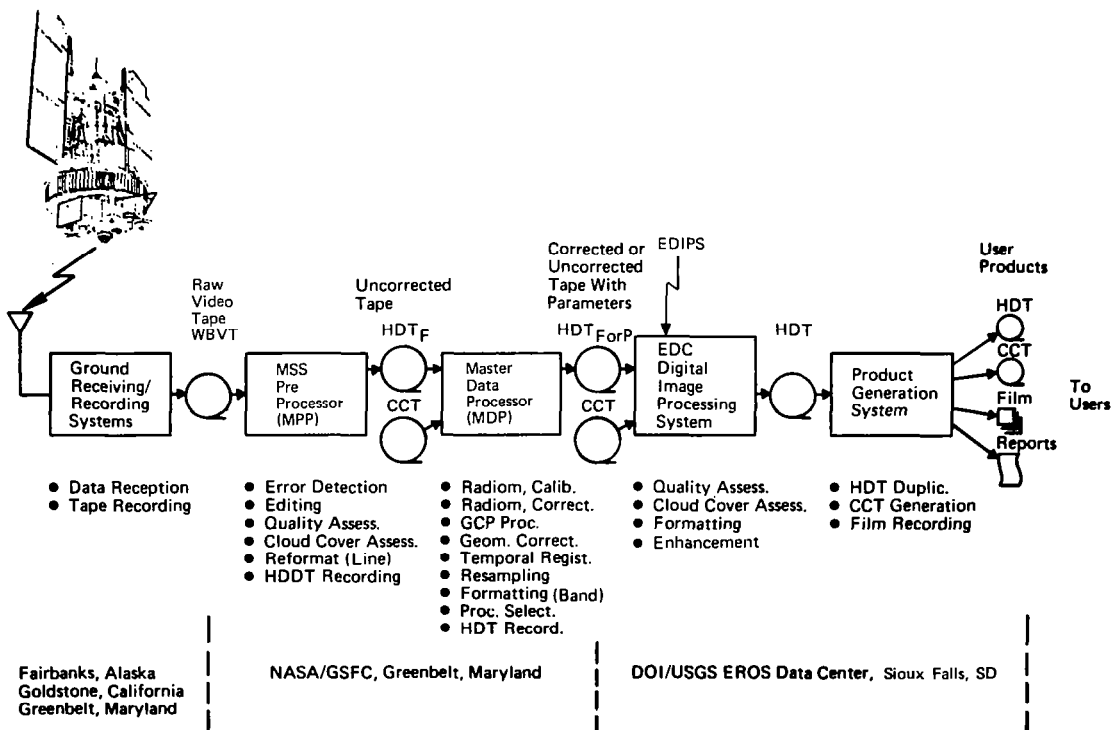 Raw
Video
Tape
WBVT
Uncorrected
Tape
HDT_F
CCT
Corrected or
Uncorrected
Tape With
Parameters
HDT_ForP
CCT
EDIPS
HDT
User
Products
HDT
CCT
Film
Reports
To
Users
Ground
Receiving/
Recording
Systems
MSS
Pre
Processor
(MPP)
Master
Data
Processor
(MDP)
EDC
Digital
Image
Processing
System
Product
Generation
System
● Data Reception
● Tape Recording
● Error Detection
● Editing
● Quality Assess.
● Cloud Cover Assess.
● Reformat (Line)
● HDDT Recording
● Radiom, Calib.
● Radiom, Correct.
● GCP Proc.
● Geom. Correct.
● Temporal Regist.
● Resampling
● Formatting (Band)
● Proc. Select.
● HDT Record.
● Quality Assess.
● Cloud Cover Assess.
● Formatting
● Enhancement
● HDT Duplic.
● CCT Generation
● Film Recording
Fairbanks, Alaska
Goldstone, California
Greenbelt, Maryland
NASA/GSFC, Greenbelt, Maryland
DOI/USGS EROS Data Center, Sioux Falls, SD